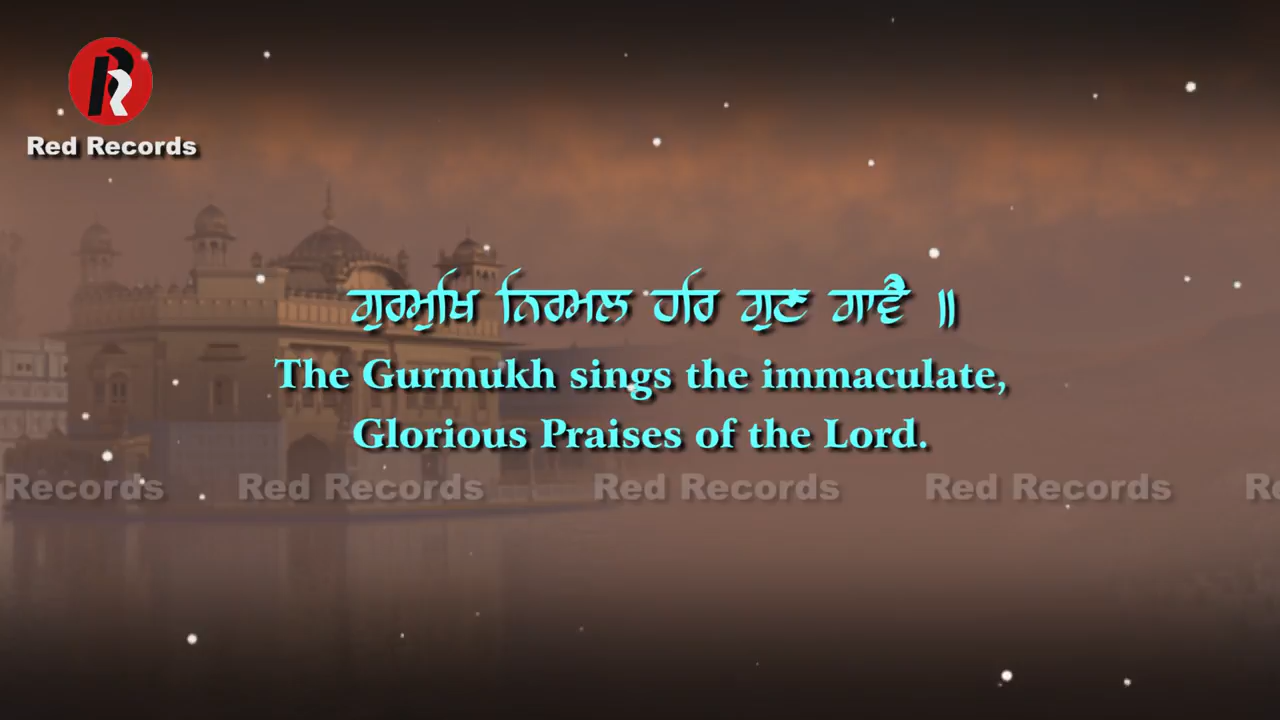 Red Records
ਗੁਰਮੁਖਿ ਨਿਰਮਲ ਹਰਿ ਗੁਣ ਗਾਵੈ ॥
The Gurmukh sings the immaculate,
Glorious Praises of the Lord.
Records Red Records Red Records Red Records Re